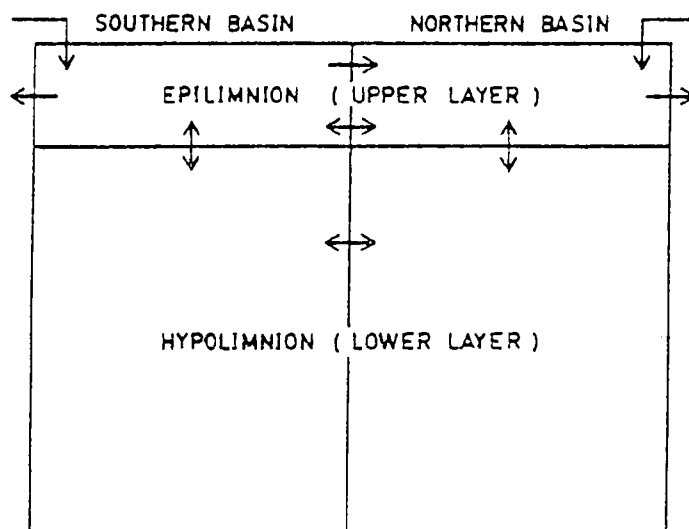 SOUTHERN BASIN NORTHERN BASIN
EPILIMNION ( UPPER LAYER )
HYPOLIMNION ( LOWER LAYER )